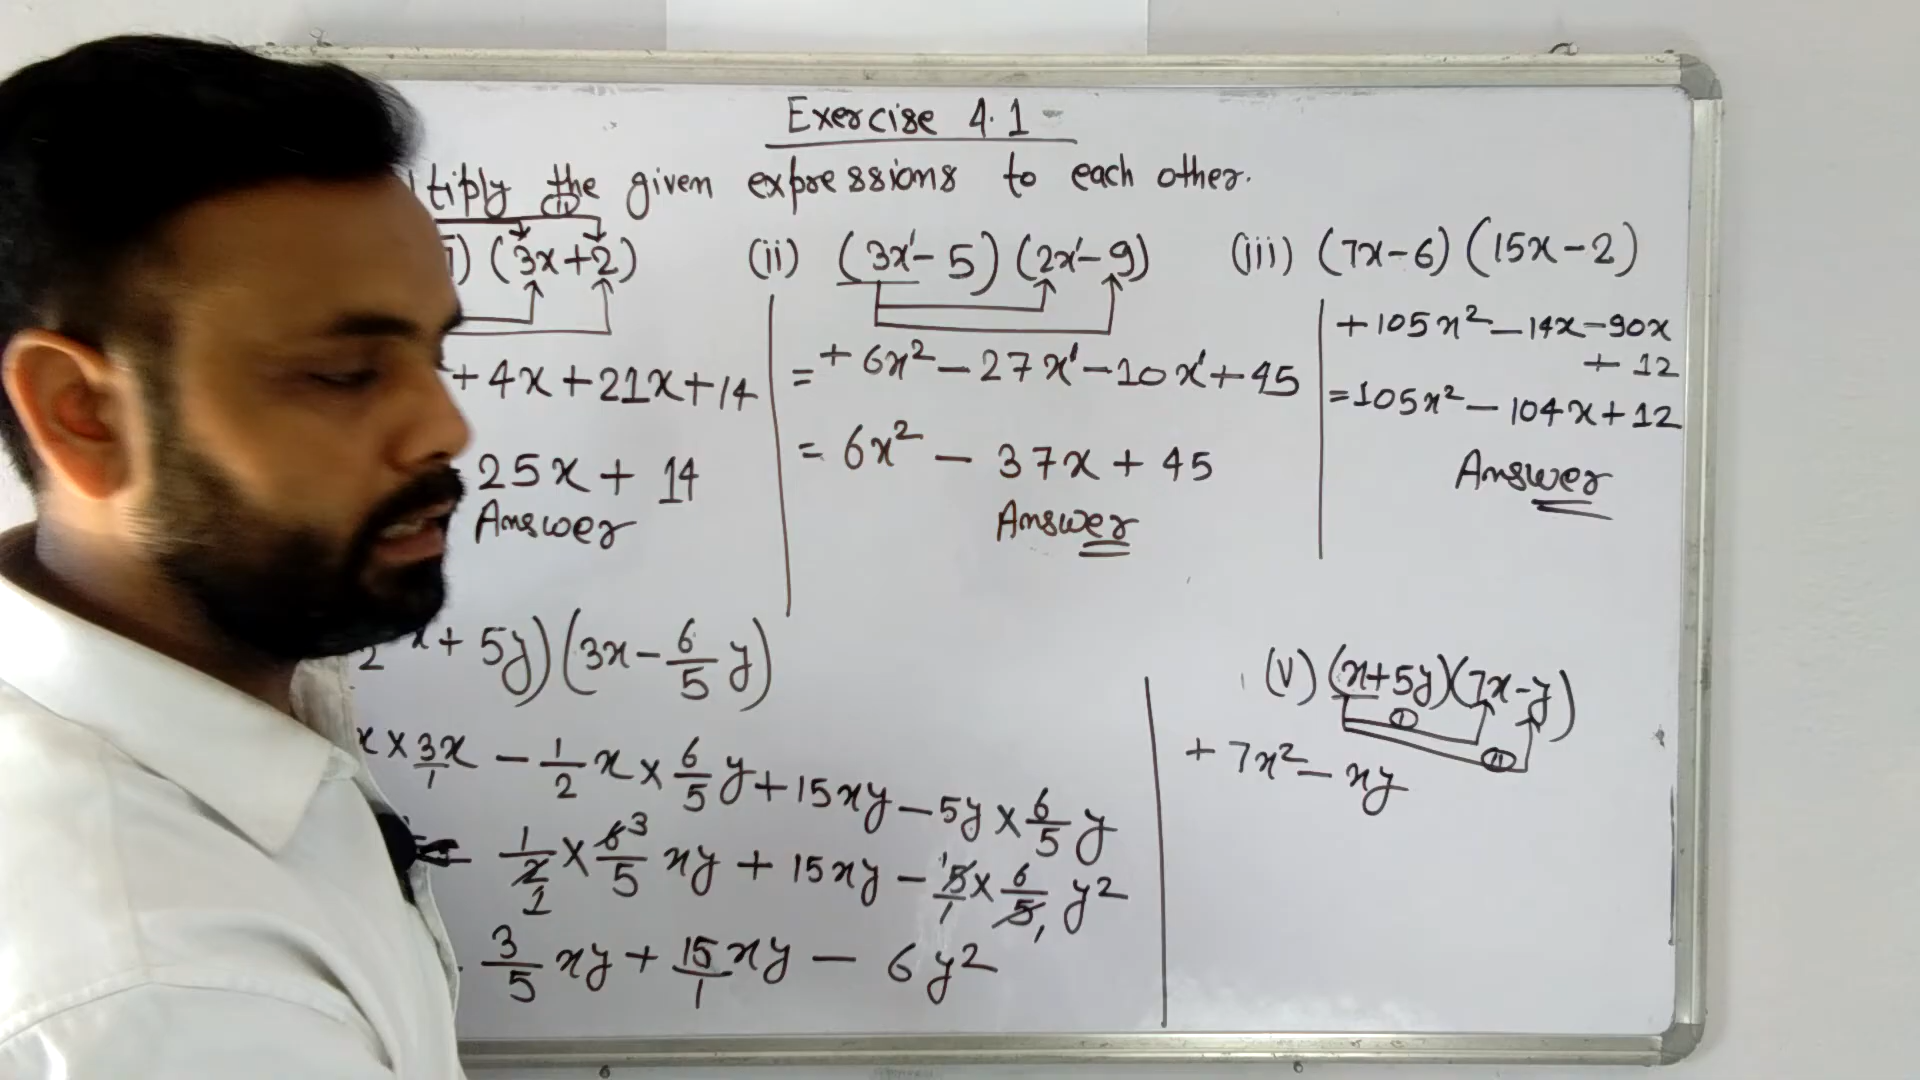 Exercise 4.1
tiply the given expressions to each other.
(3x+2)
+4x+21x+14
25x + 14
Answer
(ii) (3x¹-5)(2x¹-9)
= +6x²-27x¹-10x¹+45
= 6x² - 37x + 45
Answer
(iii) (7x-6)(15x-2)
+105x²-14x-90x
+ 12
=105x²-104x+12
Answer
x+5y)(3x-6/5 y)
x×3x/1 - 1/2 x × 6/5 y+15xy-5y×6/5 y
- 1/2 × 6/5 xy + 15xy - 5/1 × 6/5 y²
3/5 xy + 15/1 xy - 6y²
(V) (x+5y)(7x-y)
+ 7x² - xy